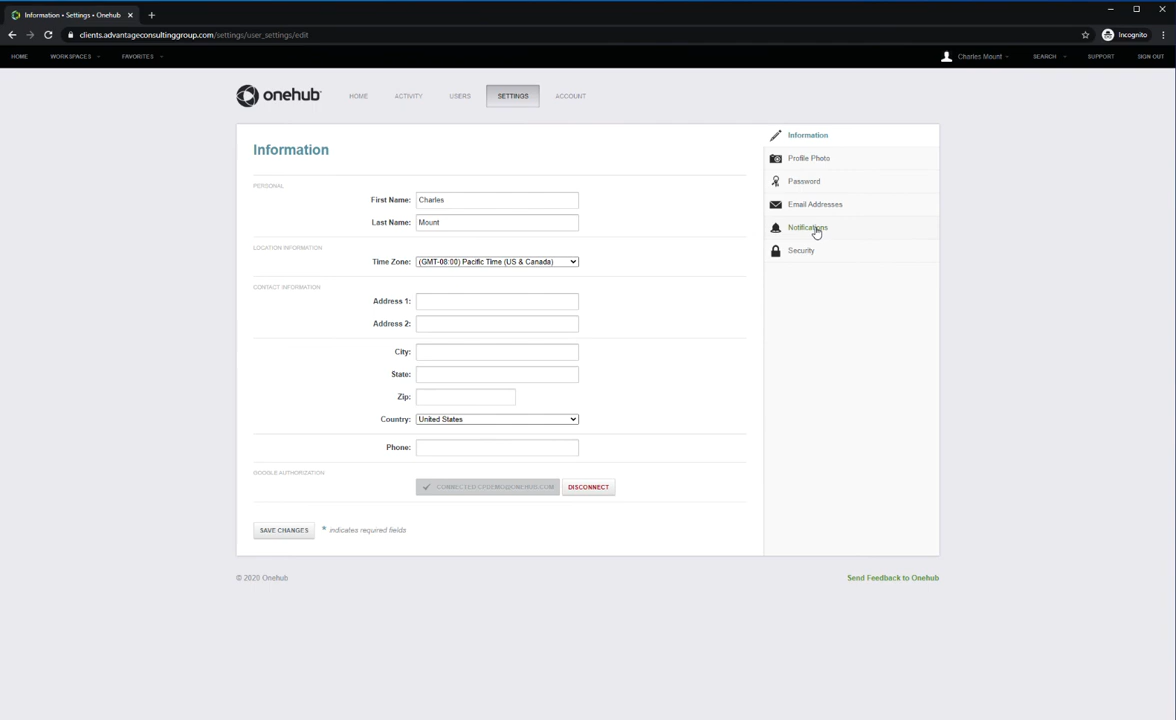 Information • Settings • Onehub
clients.advantageconsultinggroup.com/settings/user_settings/edit
Incognito
HOME WORKSPACES FAVORITES Charles Mount SEARCH SUPPORT SIGN OUT
onehub HOME ACTIVITY USERS SETTINGS ACCOUNT
Information
PERSONAL
First Name: Charles
Last Name: Mount
LOCATION INFORMATION
Time Zone: (GMT-08:00) Pacific Time (US & Canada)
CONTACT INFORMATION
Address 1:
Address 2:
City:
State:
Zip:
Country: United States
Phone:
GOOGLE AUTHORIZATION
CONNECTED CPDEMO@ONEHUB.COM DISCONNECT
SAVE CHANGES * indicates required fields
Information
Profile Photo
Password
Email Addresses
Notifications
Security
© 2020 Onehub
Send Feedback to Onehub